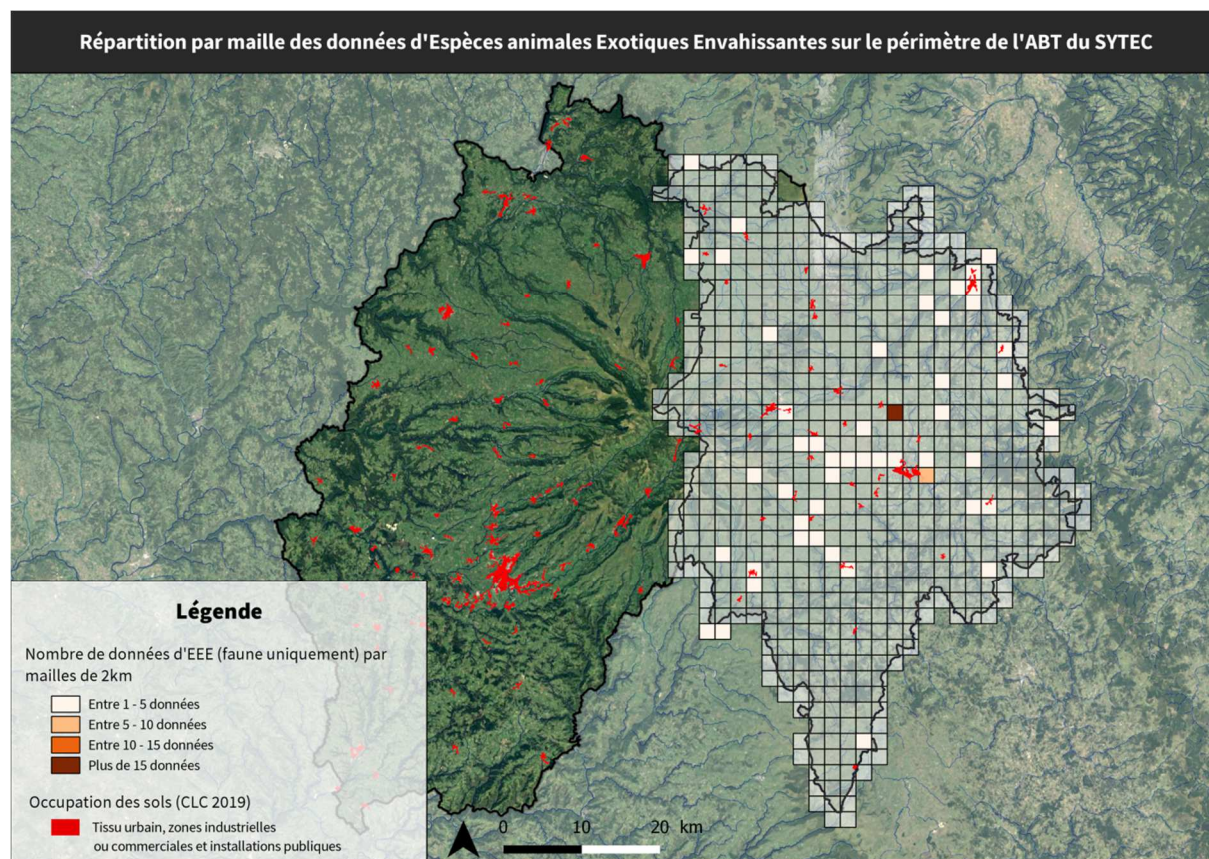 Répartition par maille des données d'Espèces animales Exotiques Envahissantes sur le périmètre de l'ABT du SYTEC
Légende
Nombre de données d'EEE (faune uniquement) par
mailles de 2km
Entre 1 - 5 données
Entre 5 - 10 données
Entre 10 - 15 données
Plus de 15 données
Occupation des sols (CLC 2019)
Tissu urbain, zones industrielles
ou commerciales et installations publiques
0 10 20 km